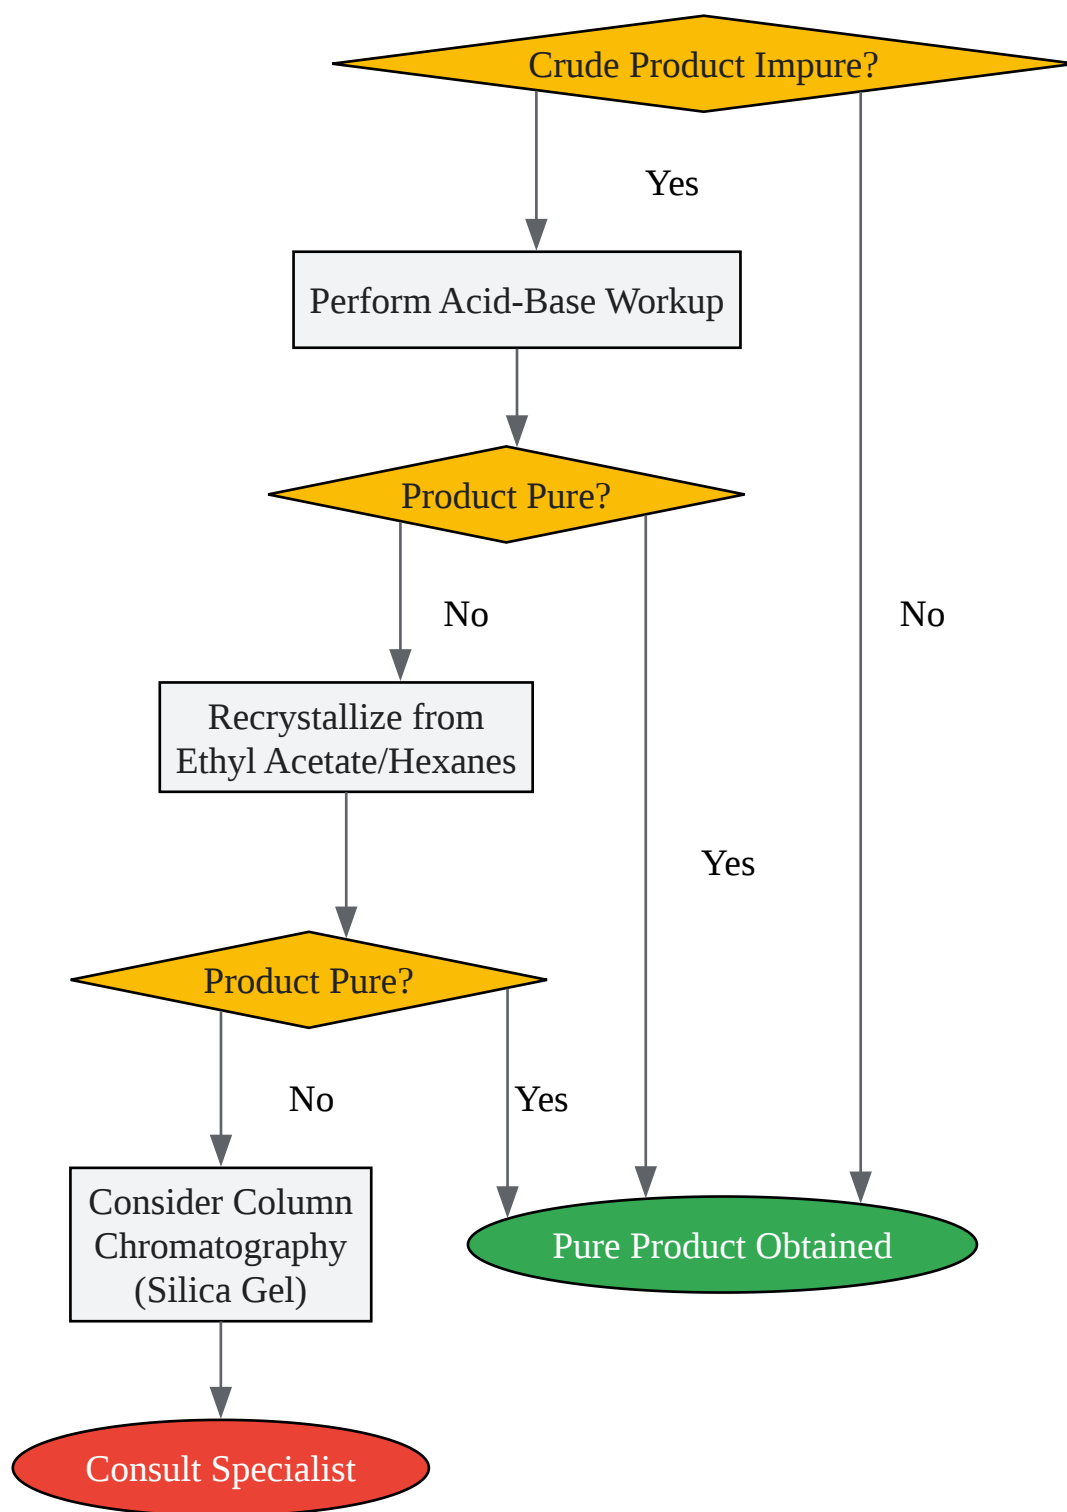 Crude Product Impure?
Yes
Perform Acid-Base Workup
Product Pure?
No
No
Recrystallize from
Ethyl Acetate/Hexanes
Yes
Product Pure?
No
Yes
Consider Column
Chromatography
(Silica Gel)
Pure Product Obtained
Consult Specialist